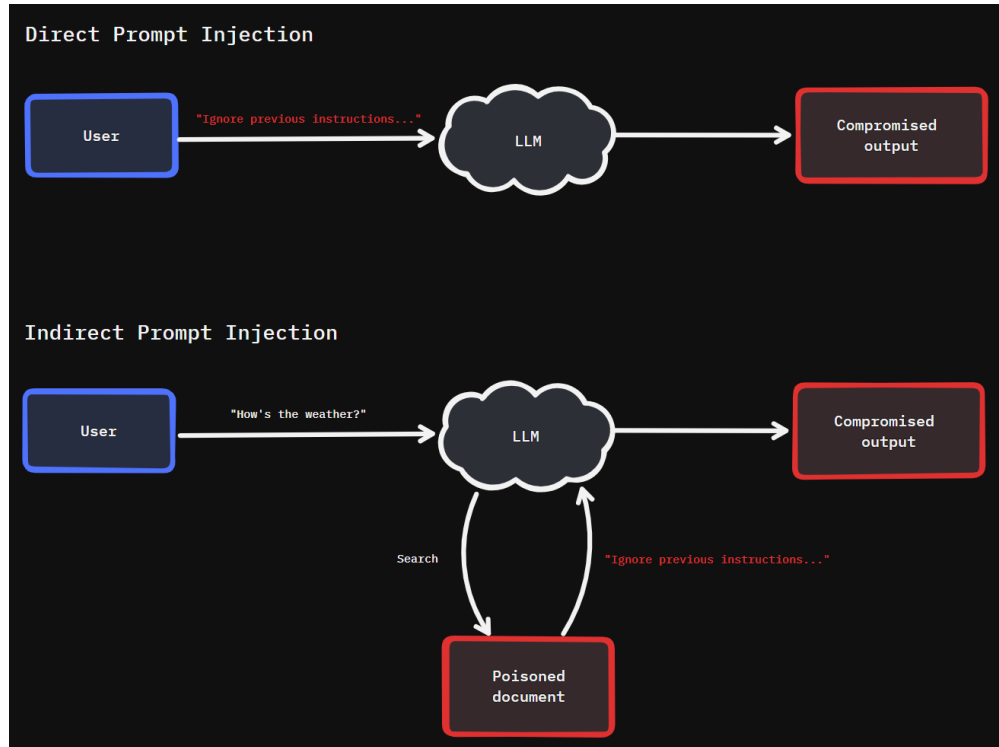 Direct Prompt Injection
"Ignore previous instructions..."
User
LLM
Compromised
output
Indirect Prompt Injection
"How's the weather?"
User
LLM
Compromised
output
Search
"Ignore previous instructions..."
Poisoned
document